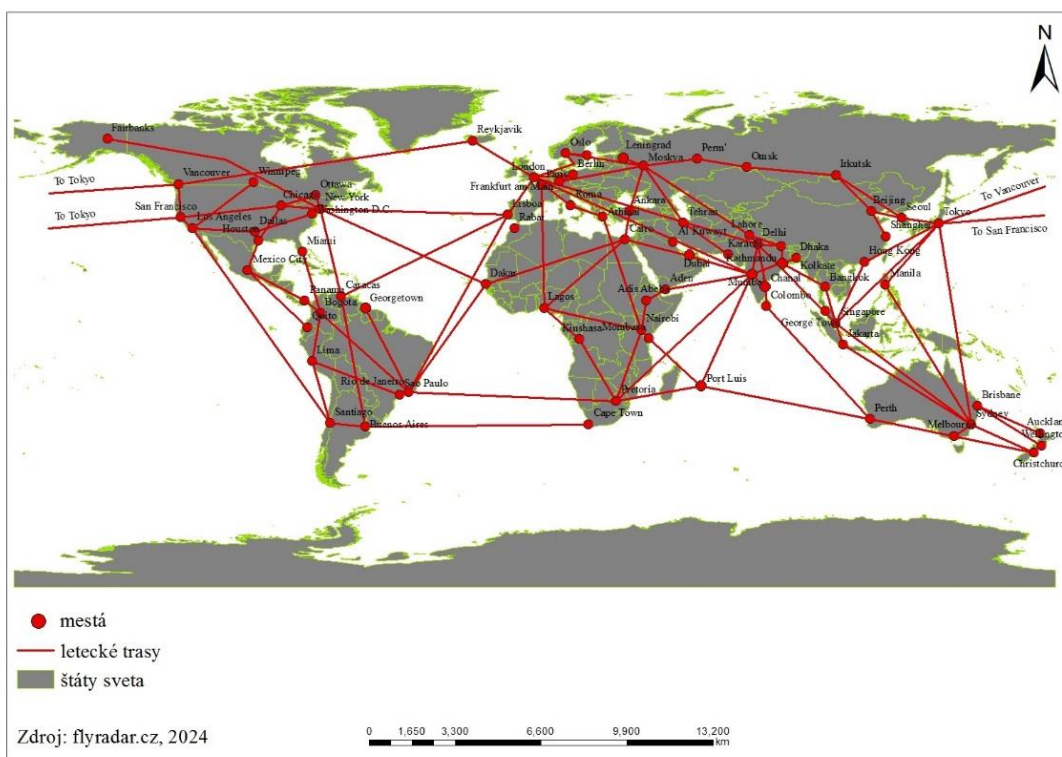 N
Fairbanks
Reykjavik
Oslo
Leningrad
Perm'
Moskva
Omsk
Irkutsk
London
Berlin
Paris
Frankfurt am Main
Vancouver
Winnipeg
Ottawa
New York
Chicago
Washington D.C.
To Tokyo
To Tokyo
San Francisco
Los Angeles
Dallas
Houston
Miami
Mexico City
Lisboa
Rabat
Roma
Athinai
Ankara
Tehran
Cairo
Al Kuwayt
Lahore
Delhi
Karachi
Dhaka
Kathmandu
Kolkate
Dubai
Beijing
Seoul
Shanghai
Tokyo
To Vancouver
To San Francisco
Hong Kong
Manila
Bangkok
Mumbai
Chanai
Colombo
George Town
Singapore
Jakarta
Dakar
Aden
Adis Abeba
Lagos
Nairobi
Mombasa
Kinshasa
Panama
Caracas
Bogota
Georgetown
Quito
Lima
Rio de Janeiro
Sao Paulo
Santiago
Buenos Aires
Pretoria
Cape Town
Port Luis
Perth
Brisbane
Sydney
Melbourne
Aucklan
Wellington
Christchurc
mestá
letecké trasy
štáty sveta
Zdroj: flyradar.cz, 2024
0 1,650 3,300 6,600 9,900 13,200
km